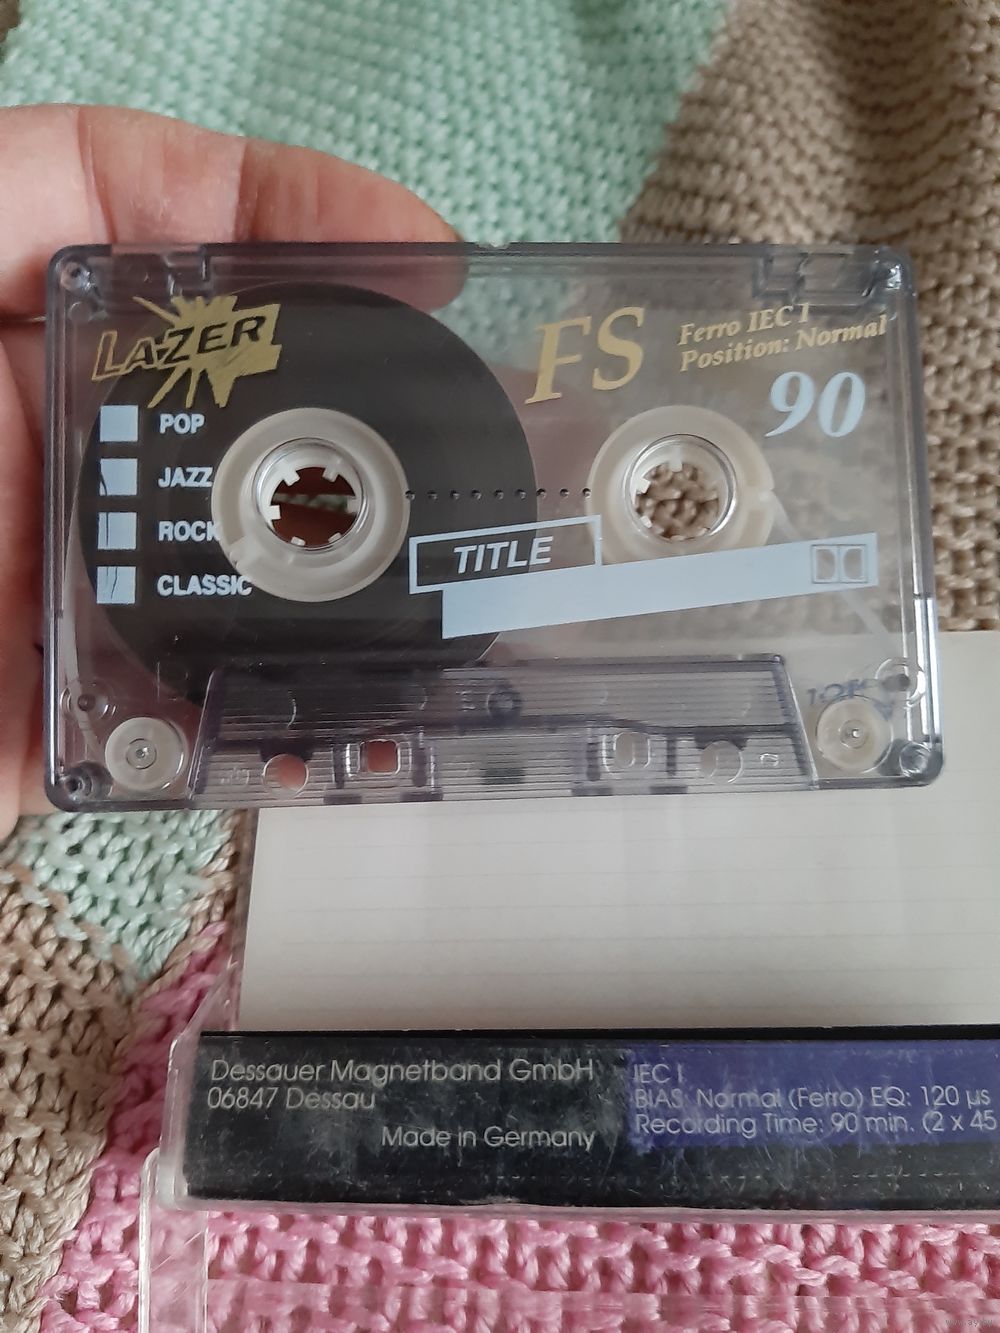 LAZER
FS
Ferro IEC I
Position: Normal
90
POP
JAZZ
ROCK
CLASSIC
TITLE
Dessauer Magnetband GmbH
06847 Dessau
Made in Germany
IEC I
BIAS: Normal (Ferro) EQ: 120 µs
Recording Time: 90 min. (2 x 45